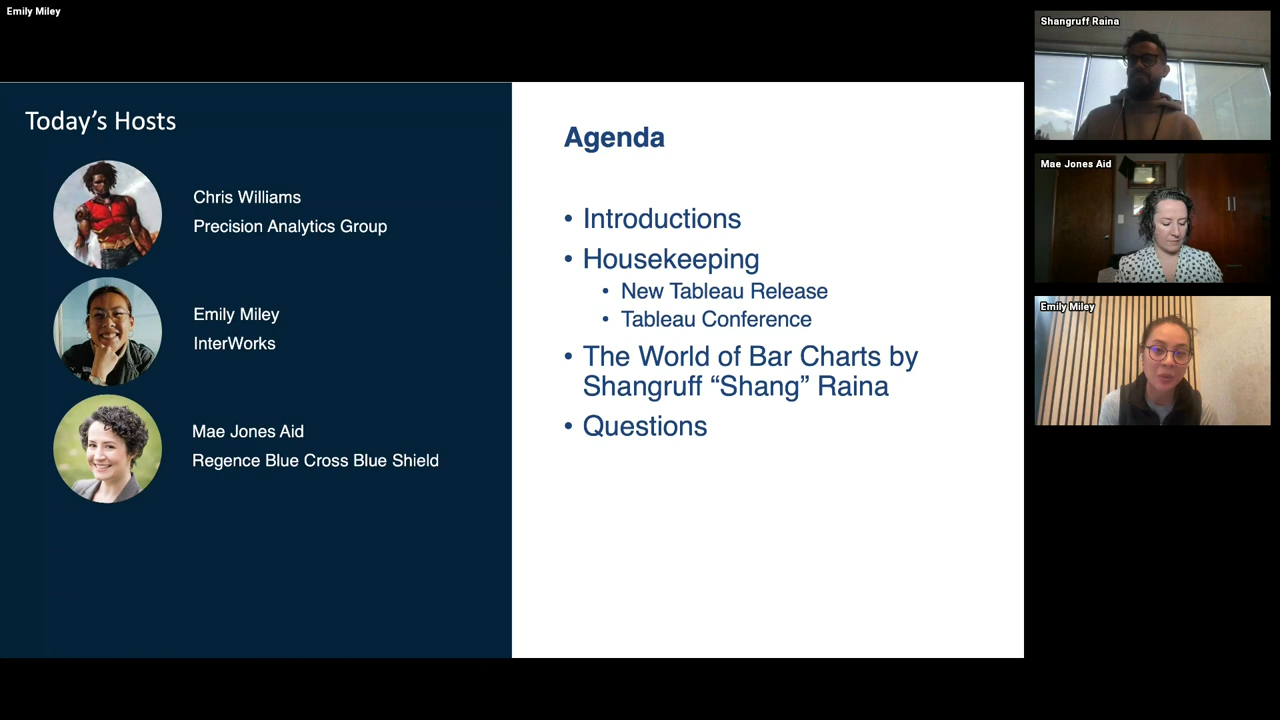 Emily Miley
Today's Hosts
Chris Williams
Precision Analytics Group
Emily Miley
InterWorks
Mae Jones Aid
Regence Blue Cross Blue Shield
Agenda
• Introductions
• Housekeeping
• New Tableau Release
• Tableau Conference
• The World of Bar Charts by
Shangruff “Shang” Raina
• Questions
Shangruff Raina
Mae Jones Aid
Emily Miley